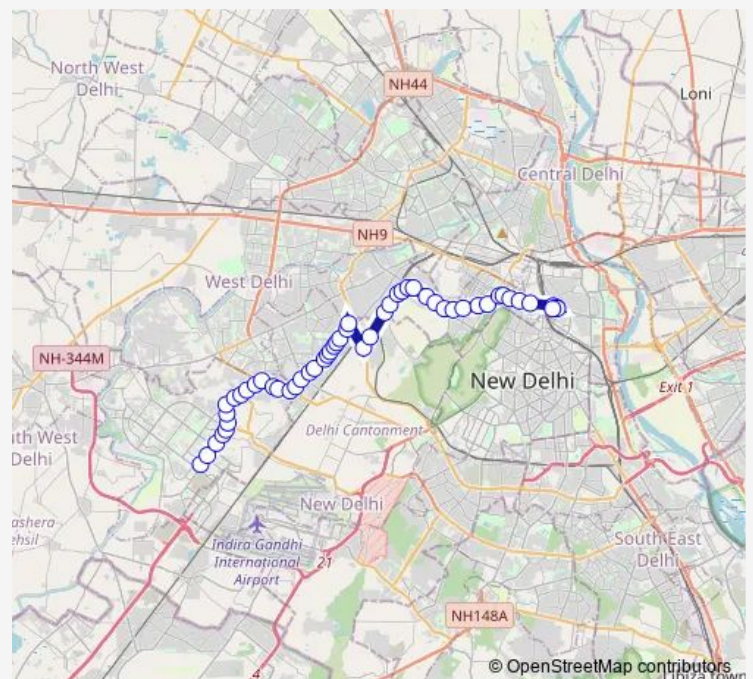 North West
Delhi
NH44
Loni
Central Delhi
NH9
West Delhi
NH-344M
New Delhi
Exit 1
Delhi Cantonment
West
Delhi
New Delhi
Indira Gandhi
International
Airport
21
South East
Delhi
NH148A
4
© OpenStreetMap contributors